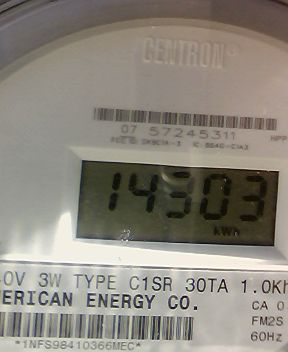 CENTRON®
07 57245311
14303
kWh
0V 3W TYPE C1SR 30TA 1.0Kh
ERICAN ENERGY CO.
CA 0
FM2S
60Hz
*1NFS98410366MEC*